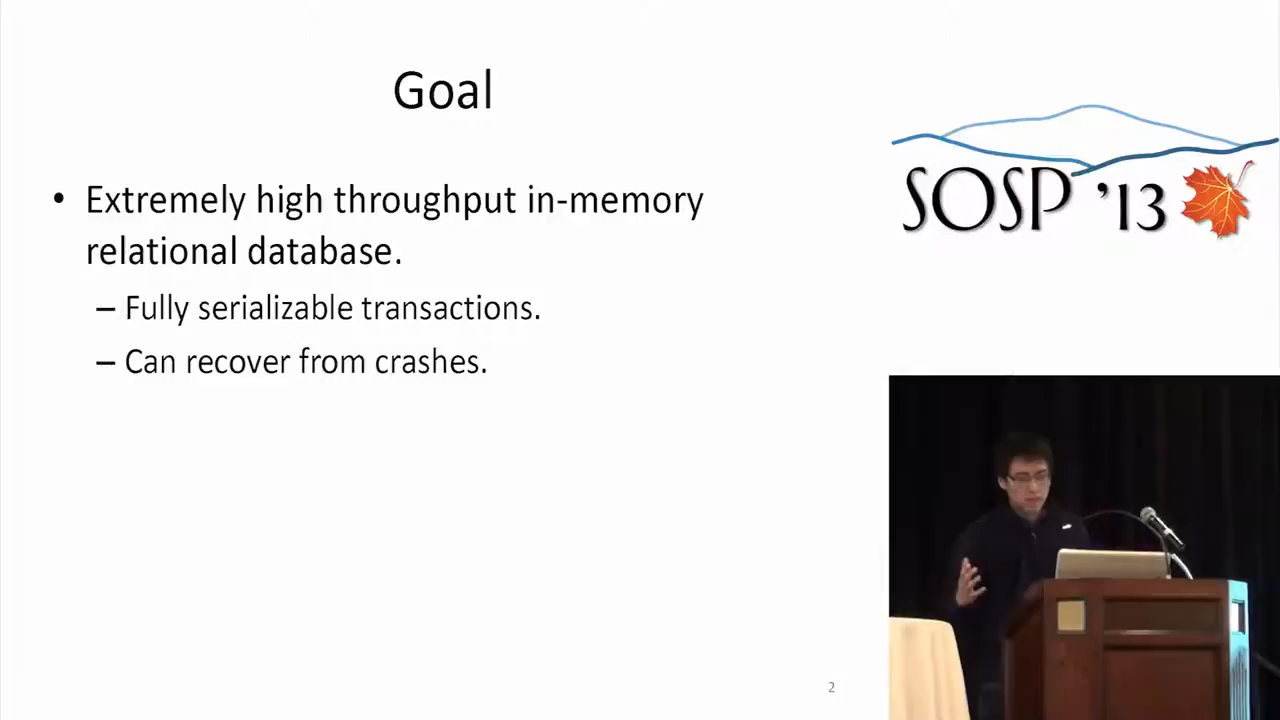 Goal
• Extremely high throughput in-memory
relational database.
– Fully serializable transactions.
– Can recover from crashes.
SOSP '13
2